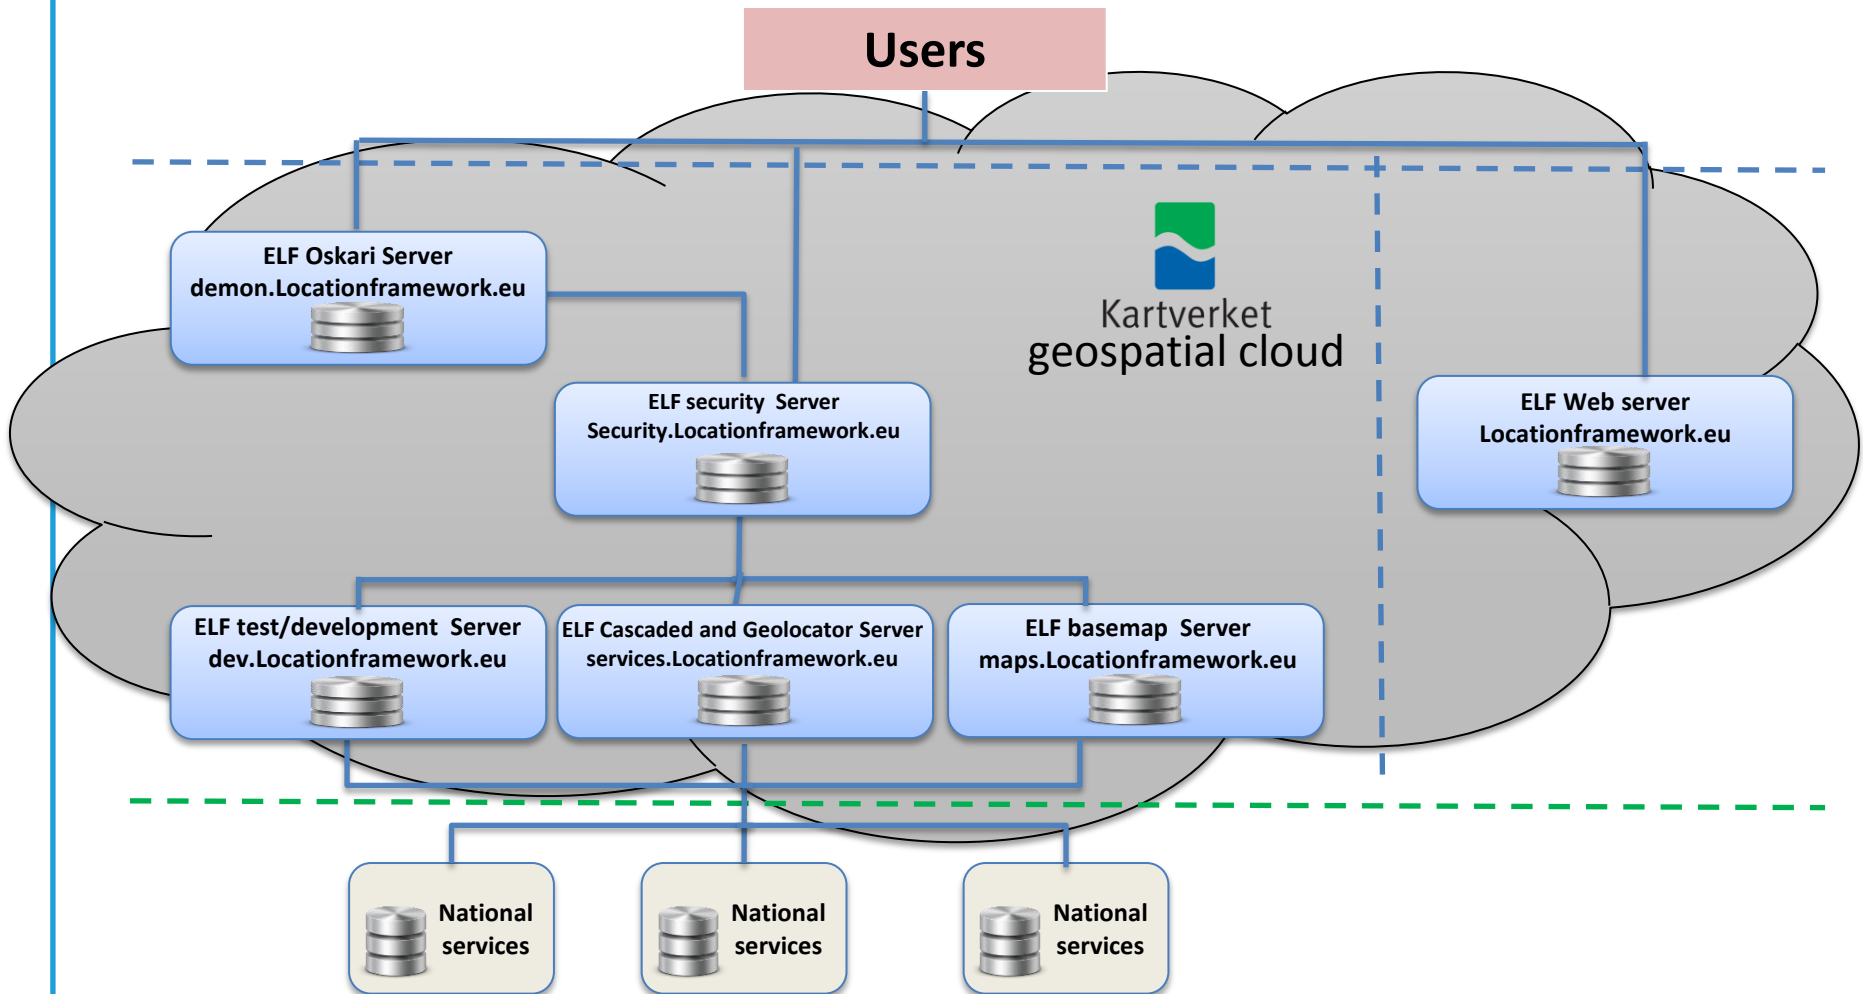 Users
ELF Oskari Server
demon.Locationframework.eu
Kartverket
geospatial cloud
ELF security  Server
Security.Locationframework.eu
ELF Web server
Locationframework.eu
ELF test/development  Server
dev.Locationframework.eu
ELF Cascaded and Geolocator Server
services.Locationframework.eu
ELF basemap  Server
maps.Locationframework.eu
National
services
National
services
National
services